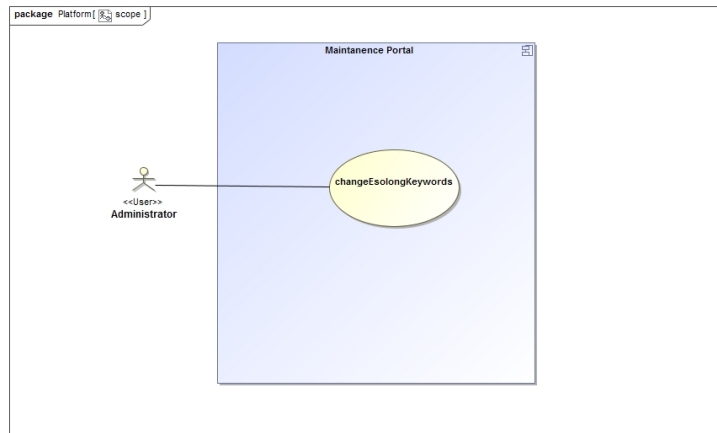 package Platform[ scope ]
Maintanence Portal
changeEsolongKeywords
<<User>>
Administrator